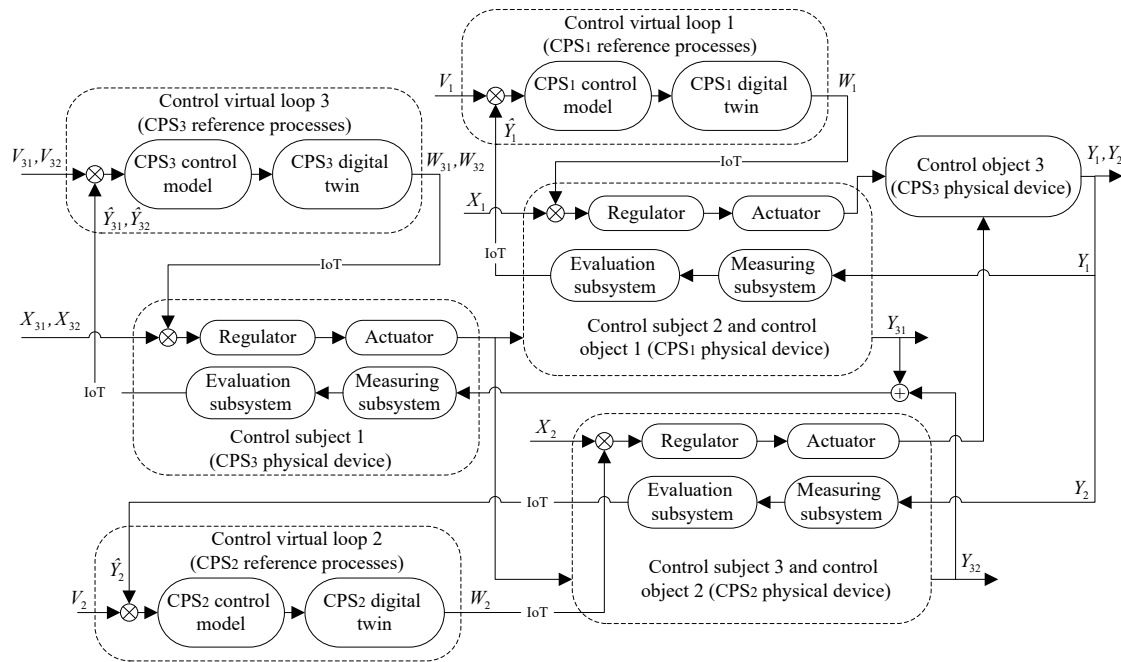 Control virtual loop 1
(CPS1 reference processes)
V1
CPS1 control
model
CPS1 digital
twin
W1
Ŷ1
IoT
Control virtual loop 3
(CPS3 reference processes)
V31, V32
CPS3 control
model
CPS3 digital
twin
W31, W32
Ŷ31, Ŷ32
IoT
Control object 3
(CPS3 physical device)
Y1, Y2
X1
Regulator
Actuator
IoT
Evaluation
subsystem
Measuring
subsystem
Y1
Control subject 2 and control
object 1 (CPS1 physical device)
Y31
X31, X32
Regulator
Actuator
IoT
Evaluation
subsystem
Measuring
subsystem
Control subject 1
(CPS3 physical device)
+
X2
Regulator
Actuator
IoT
Evaluation
subsystem
Measuring
subsystem
Y2
Control subject 3 and control
object 2 (CPS2 physical device)
Y32
Control virtual loop 2
(CPS2 reference processes)
Ŷ2
V2
CPS2 control
model
CPS2 digital
twin
W2
IoT